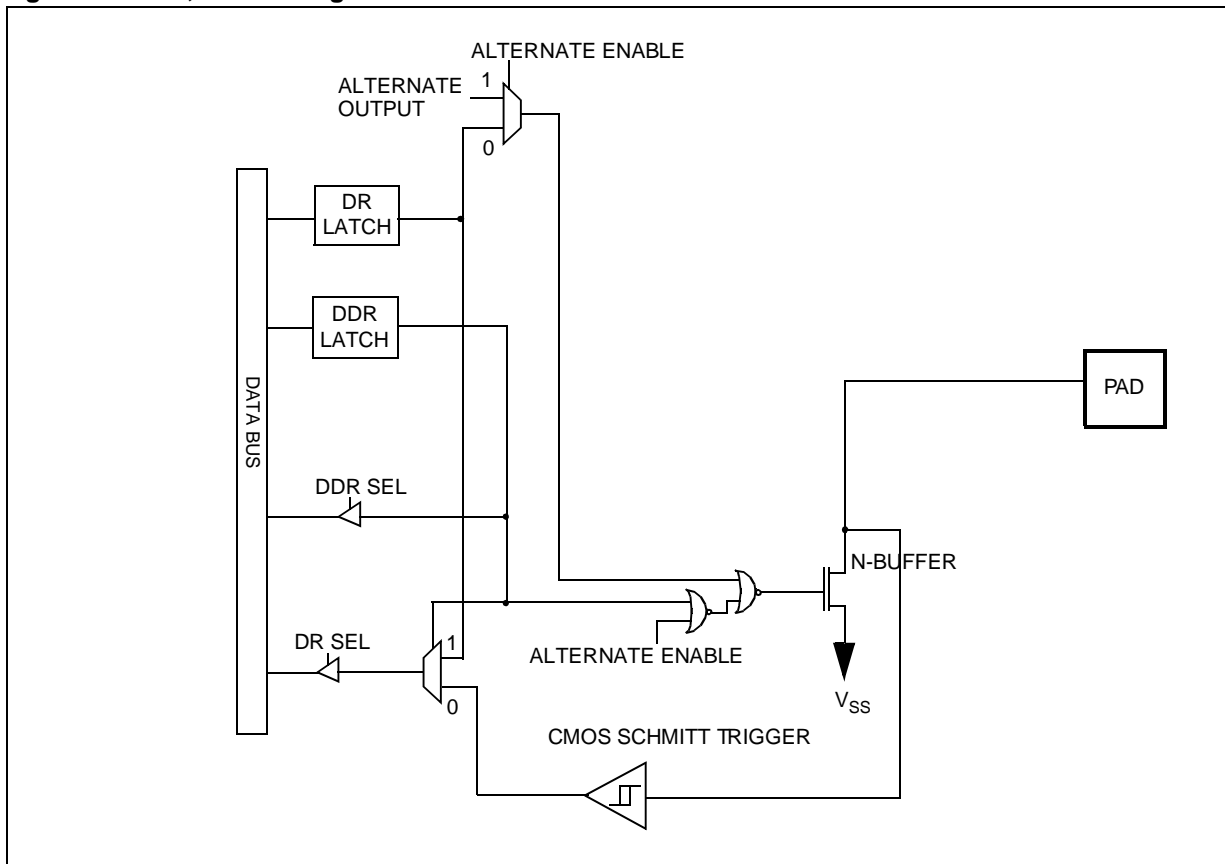 ALTERNATE ENABLE
ALTERNATE
OUTPUT
1
0
DR
LATCH
DDR
LATCH
DATA BUS
PAD
DDR SEL
N-BUFFER
DR SEL
1
0
ALTERNATE ENABLE
VSS
CMOS SCHMITT TRIGGER